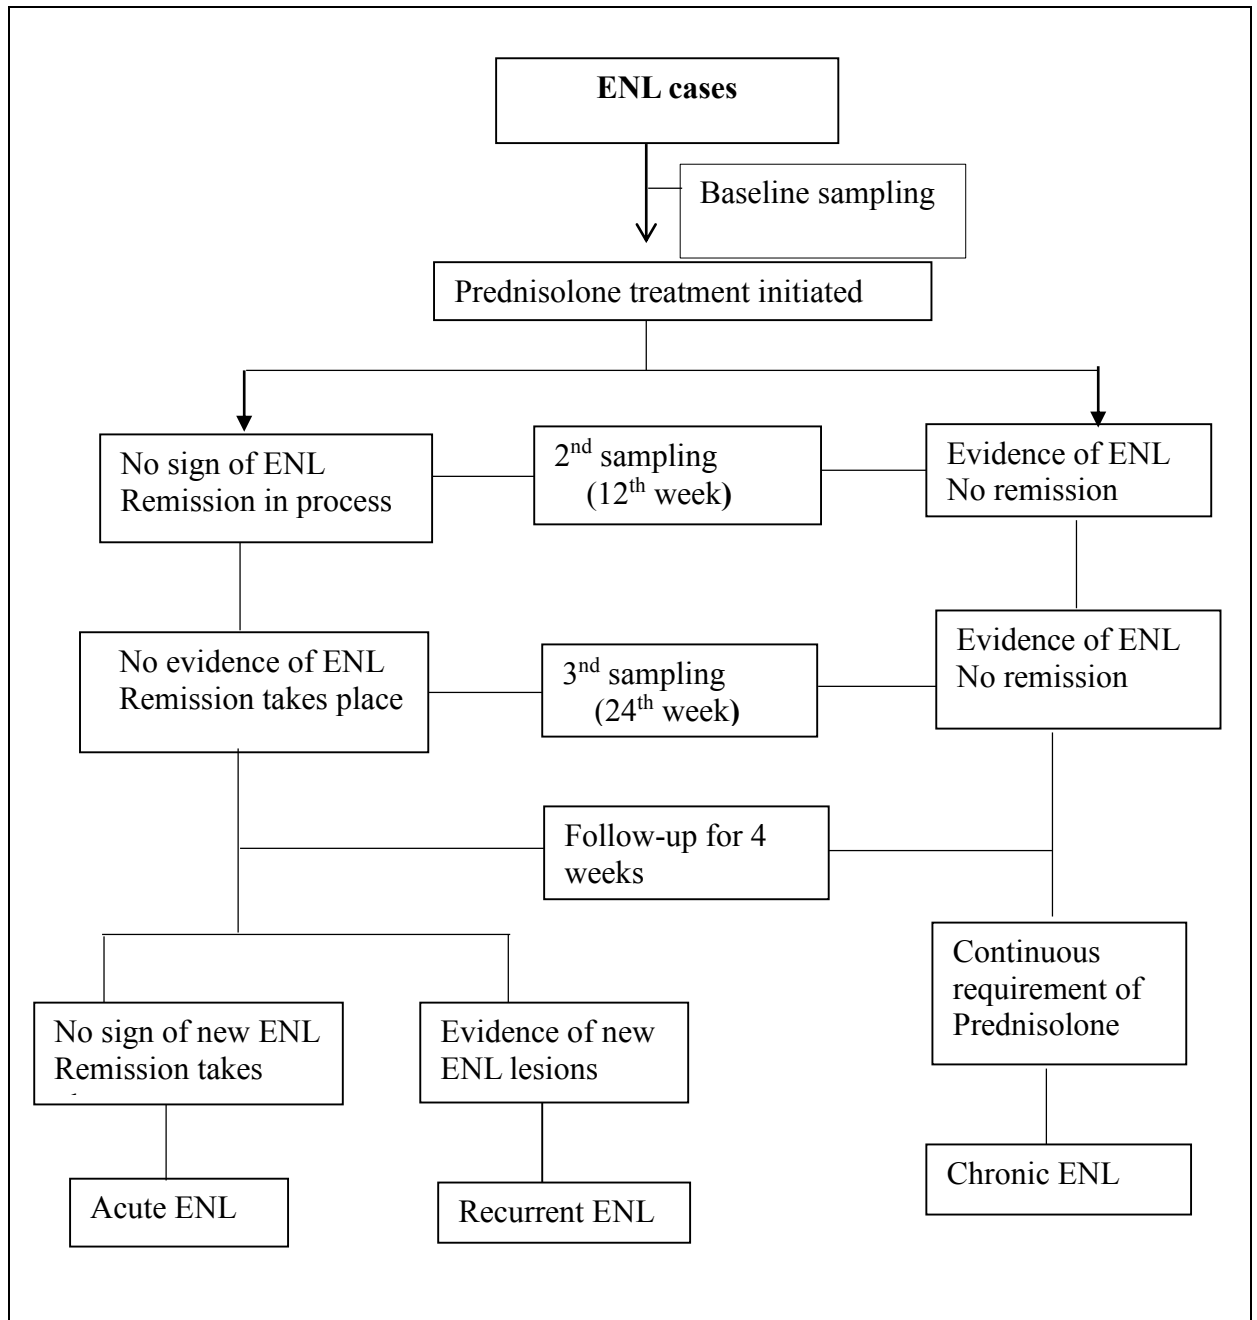 ENL cases
Baseline sampling
Prednisolone treatment initiated
No sign of ENL
Remission in process
2nd sampling
(12th week)
Evidence of ENL
No remission
No evidence of ENL
Remission takes place
3nd sampling
(24th week)
Evidence of ENL
No remission
Follow-up for 4
weeks
Continuous
requirement of
Prednisolone
No sign of new ENL
Remission takes
Evidence of new
ENL lesions
Acute ENL
Recurrent ENL
Chronic ENL